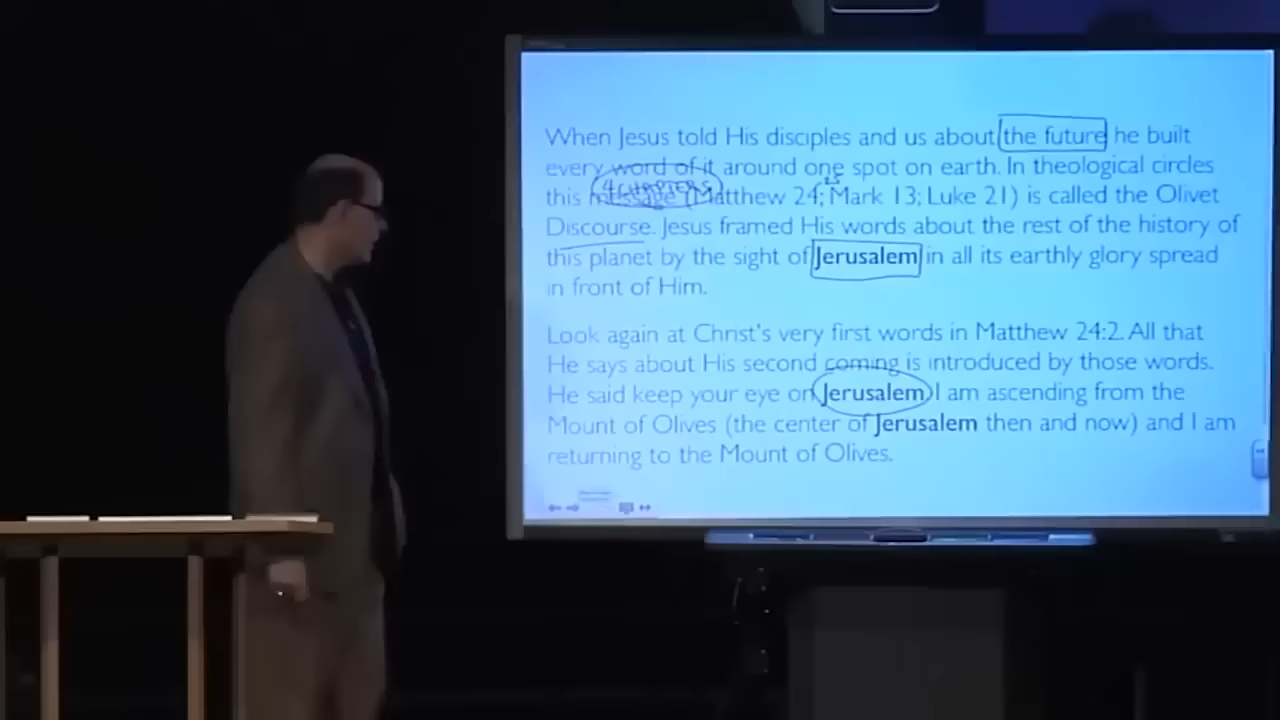 When Jesus told His disciples and us about the future he built
every word of it around one spot on earth. In theological circles
4 CHAPTERS 25
this message (Matthew 24; Mark 13; Luke 21) is called the Olivet
Discourse. Jesus framed His words about the rest of the history of
this planet by the sight of Jerusalem in all its earthly glory spread
in front of Him.
Look again at Christ's very first words in Matthew 24:2. All that
He says about His second coming is introduced by those words.
He said keep your eye on Jerusalem I am ascending from the
Mount of Olives (the center of Jerusalem then and now) and I am
returning to the Mount of Olives.